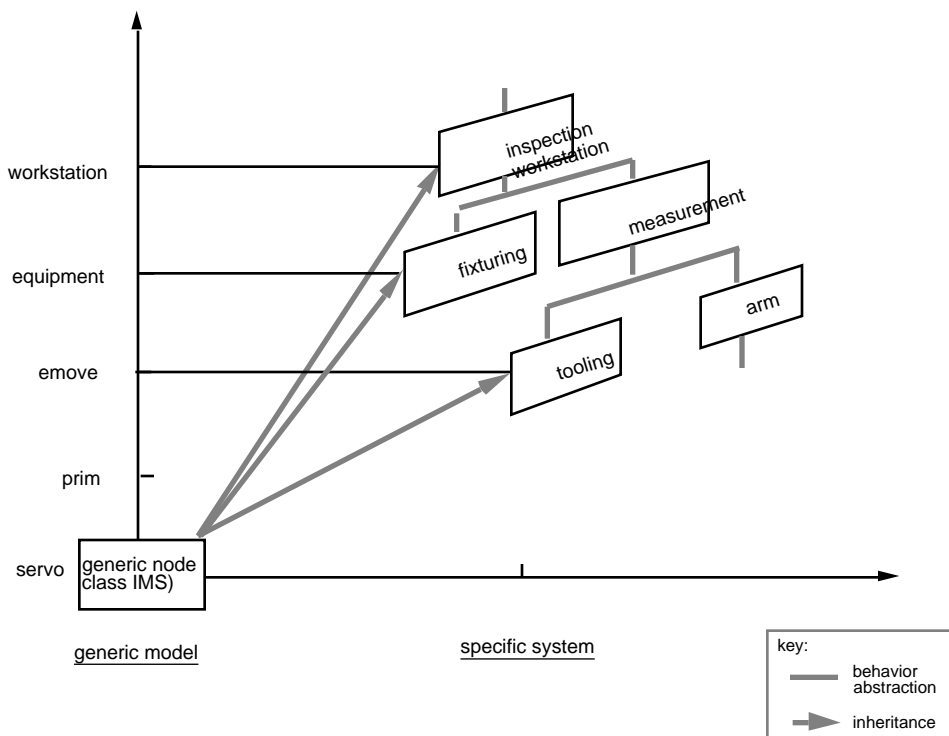 inspection
workstation
workstation
measurement
equipment
fixturing
arm
emove
tooling
prim
servo
generic node
class IMS)
generic model
specific system
key:
behavior
abstraction
inheritance